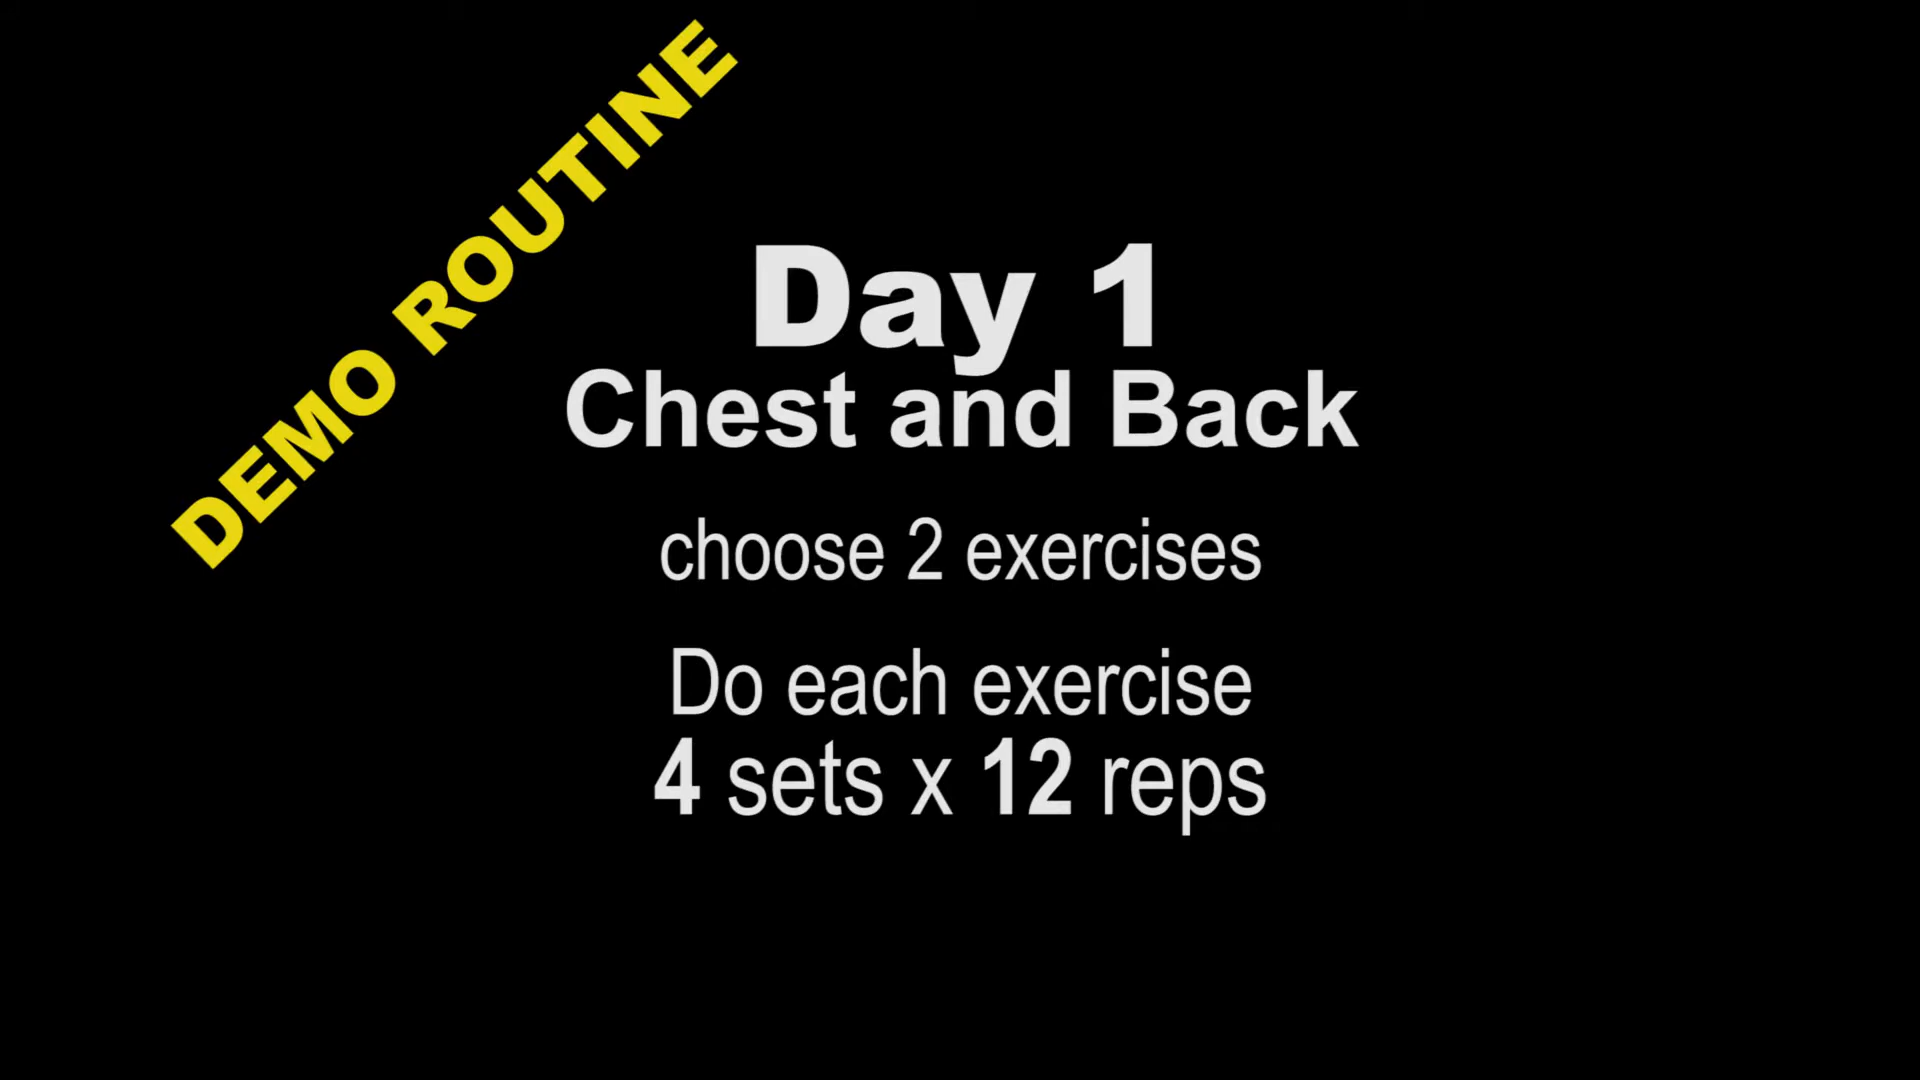 DEMO ROUTINE
Day 1
Chest and Back
choose 2 exercises
Do each exercise
4 sets x 12 reps